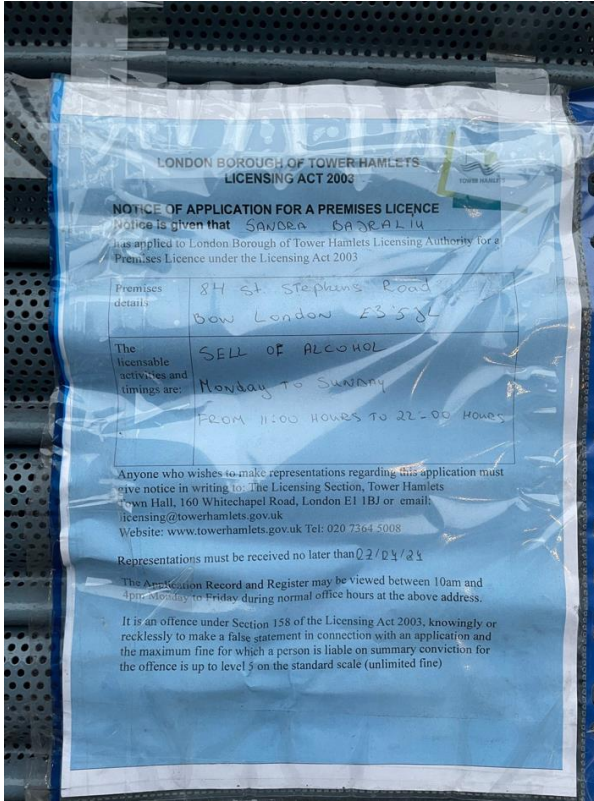 LONDON BOROUGH OF TOWER HAMLETS
LICENSING ACT 2003
TOWER HAMLETS
NOTICE OF APPLICATION FOR A PREMISES LICENCE
Notice is given that SANDRA BAJRALIU
has applied to London Borough of Tower Hamlets Licensing Authority for a
Premises Licence under the Licensing Act 2003
Premises details
84 St. Stephens Road
Bow London E3 5JL
The licensable activities and timings are:
SELL OF ALCOHOL
Monday TO SUNDAY
FROM 11:00 HOURS TO 22-00 HOURS
Anyone who wishes to make representations regarding this application must
give notice in writing to: The Licensing Section, Tower Hamlets
Town Hall, 160 Whitechapel Road, London E1 1BJ or email:
licensing@towerhamlets.gov.uk
Website: www.towerhamlets.gov.uk Tel: 020 7364 5008
Representations must be received no later than
The Application Record and Register may be viewed between 10am and
4pm Monday to Friday during normal office hours at the above address.
It is an offence under Section 158 of the Licensing Act 2003, knowingly or
recklessly to make a false statement in connection with an application and
the maximum fine for which a person is liable on summary conviction for
the offence is up to level 5 on the standard scale (unlimited fine)